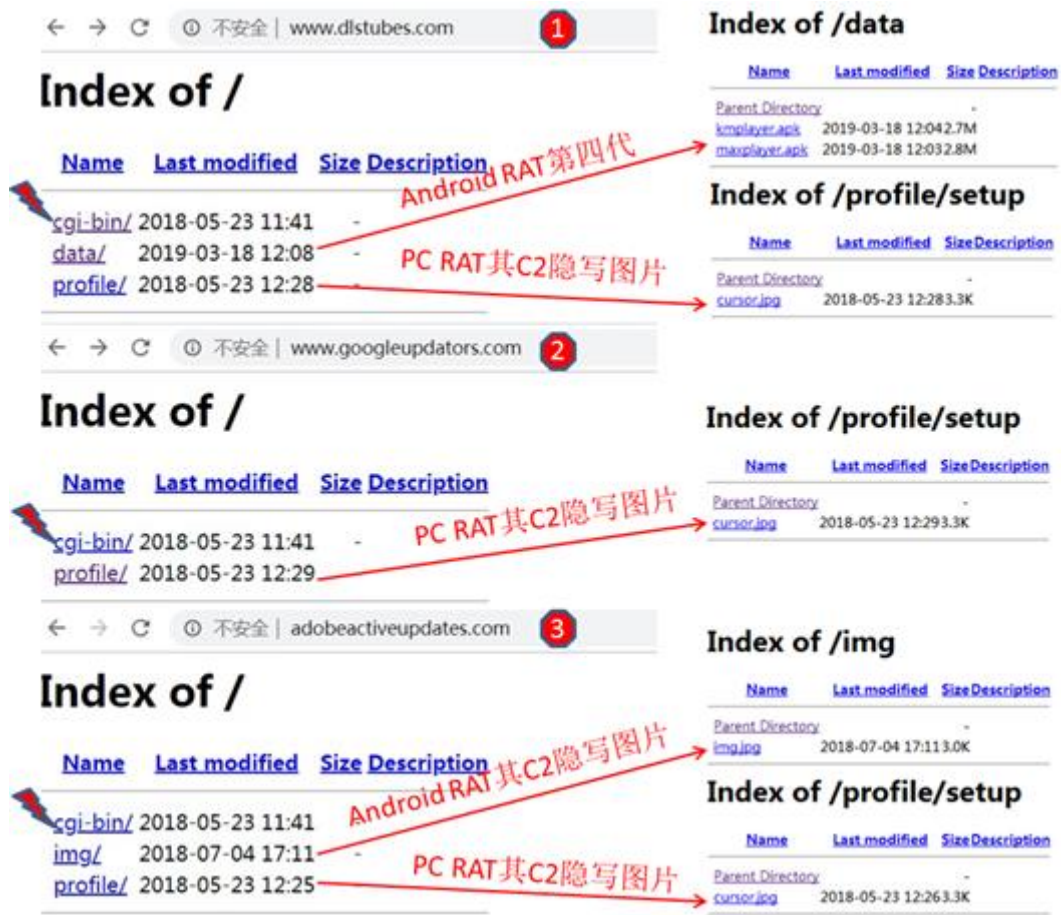 不安全 | www.dlstubes.com
1
Index of /
Name Last modified Size Description
cgi-bin/ 2018-05-23 11:41 -
data/ 2019-03-18 12:08 -
profile/ 2018-05-23 12:28 -
Android RAT第四代
PC RAT其C2隐写图片
Index of /data
Name Last modified Size Description
Parent Directory -
kmplayer.apk 2019-03-18 12:04 2.7M
maxplayer.apk 2019-03-18 12:03 2.8M
Index of /profile/setup
Name Last modified Size Description
Parent Directory -
cursor.jpg 2018-05-23 12:28 3.3K
不安全 | www.googleupdators.com
2
Index of /
Name Last modified Size Description
cgi-bin/ 2018-05-23 11:41 -
profile/ 2018-05-23 12:29
PC RAT其C2隐写图片
Index of /profile/setup
Name Last modified Size Description
Parent Directory -
cursor.jpg 2018-05-23 12:29 3.3K
不安全 | adobeactiveupdates.com
3
Index of /
Name Last modified Size Description
cgi-bin/ 2018-05-23 11:41
img/ 2018-07-04 17:11 -
profile/ 2018-05-23 12:25
Android RAT其C2隐写图片
PC RAT其C2隐写图片
Index of /img
Name Last modified Size Description
Parent Directory -
img.jpg 2018-07-04 17:11 3.0K
Index of /profile/setup
Name Last modified Size Description
Parent Directory -
cursor.jpg 2018-05-23 12:26 3.3K